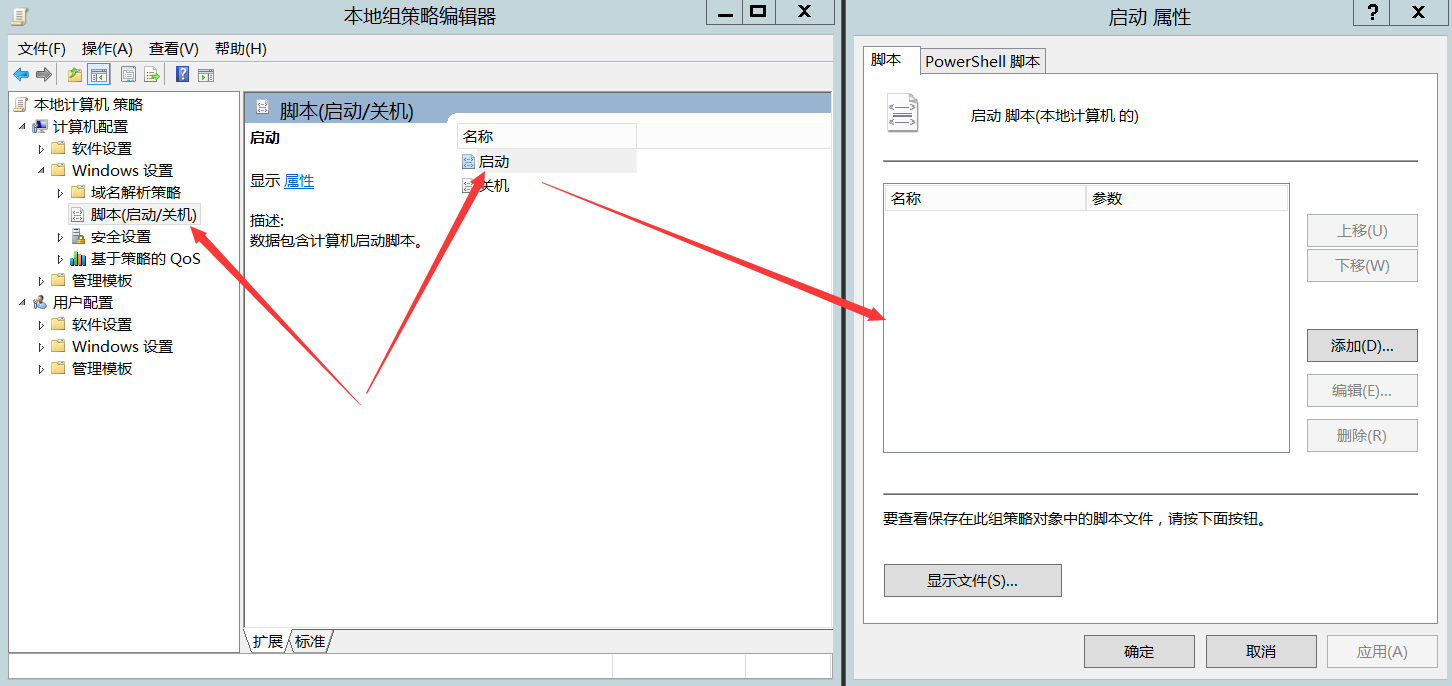 本地组策略编辑器
文件(F) 操作(A) 查看(V) 帮助(H)
本地计算机 策略
计算机配置
软件设置
Windows 设置
域名解析策略
脚本(启动/关机)
安全设置
基于策略的 QoS
管理模板
用户配置
软件设置
Windows 设置
管理模板
脚本(启动/关机)
启动
显示 属性
描述:
数据包含计算机启动脚本。
名称
启动
关机
扩展 标准
启动 属性
脚本 PowerShell 脚本
启动 脚本(本地计算机 的)
名称 参数
上移(U)
下移(W)
添加(D)...
编辑(E)...
删除(R)
要查看保存在此组策略对象中的脚本文件，请按下面按钮。
显示文件(S)...
确定 取消 应用(A)